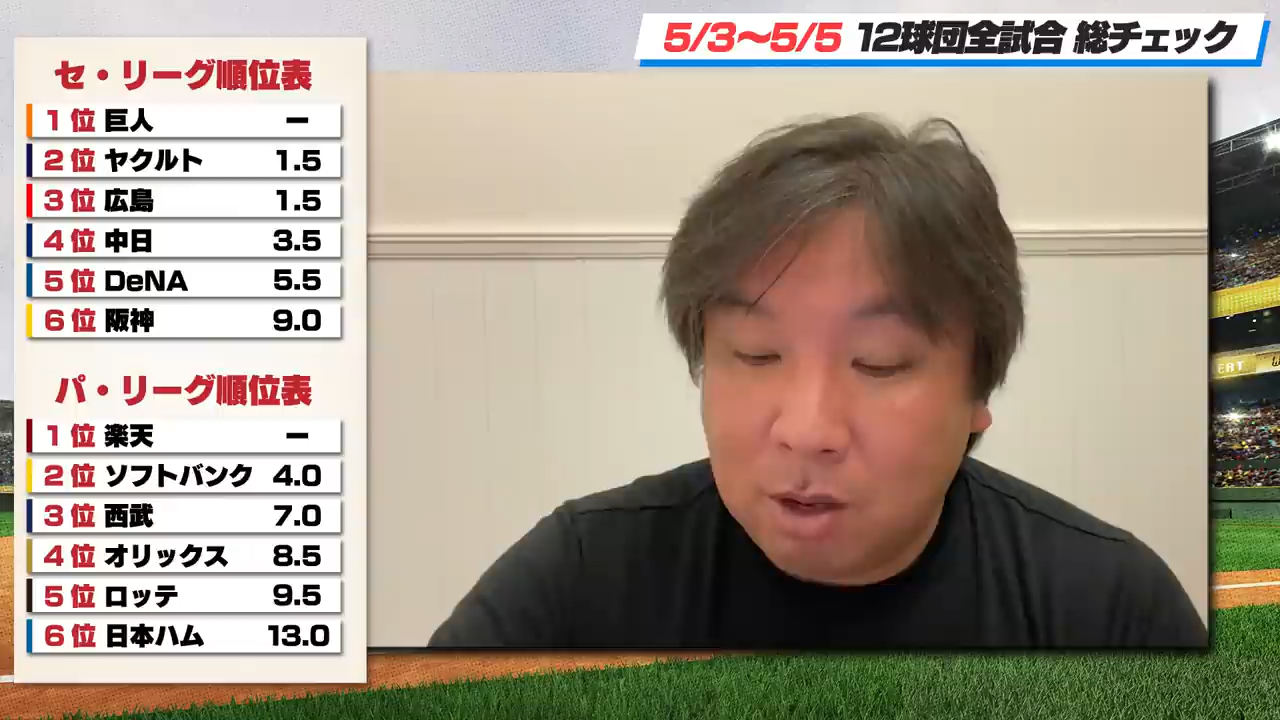 5/3〜5/5 12球団全試合 総チェック
セ・リーグ順位表
1位 巨人 ー
2位 ヤクルト 1.5
3位 広島 1.5
4位 中日 3.5
5位 DeNA 5.5
6位 阪神 9.0
パ・リーグ順位表
1位 楽天 ー
2位 ソフトバンク 4.0
3位 西武 7.0
4位 オリックス 8.5
5位 ロッテ 9.5
6位 日本ハム 13.0
ERT